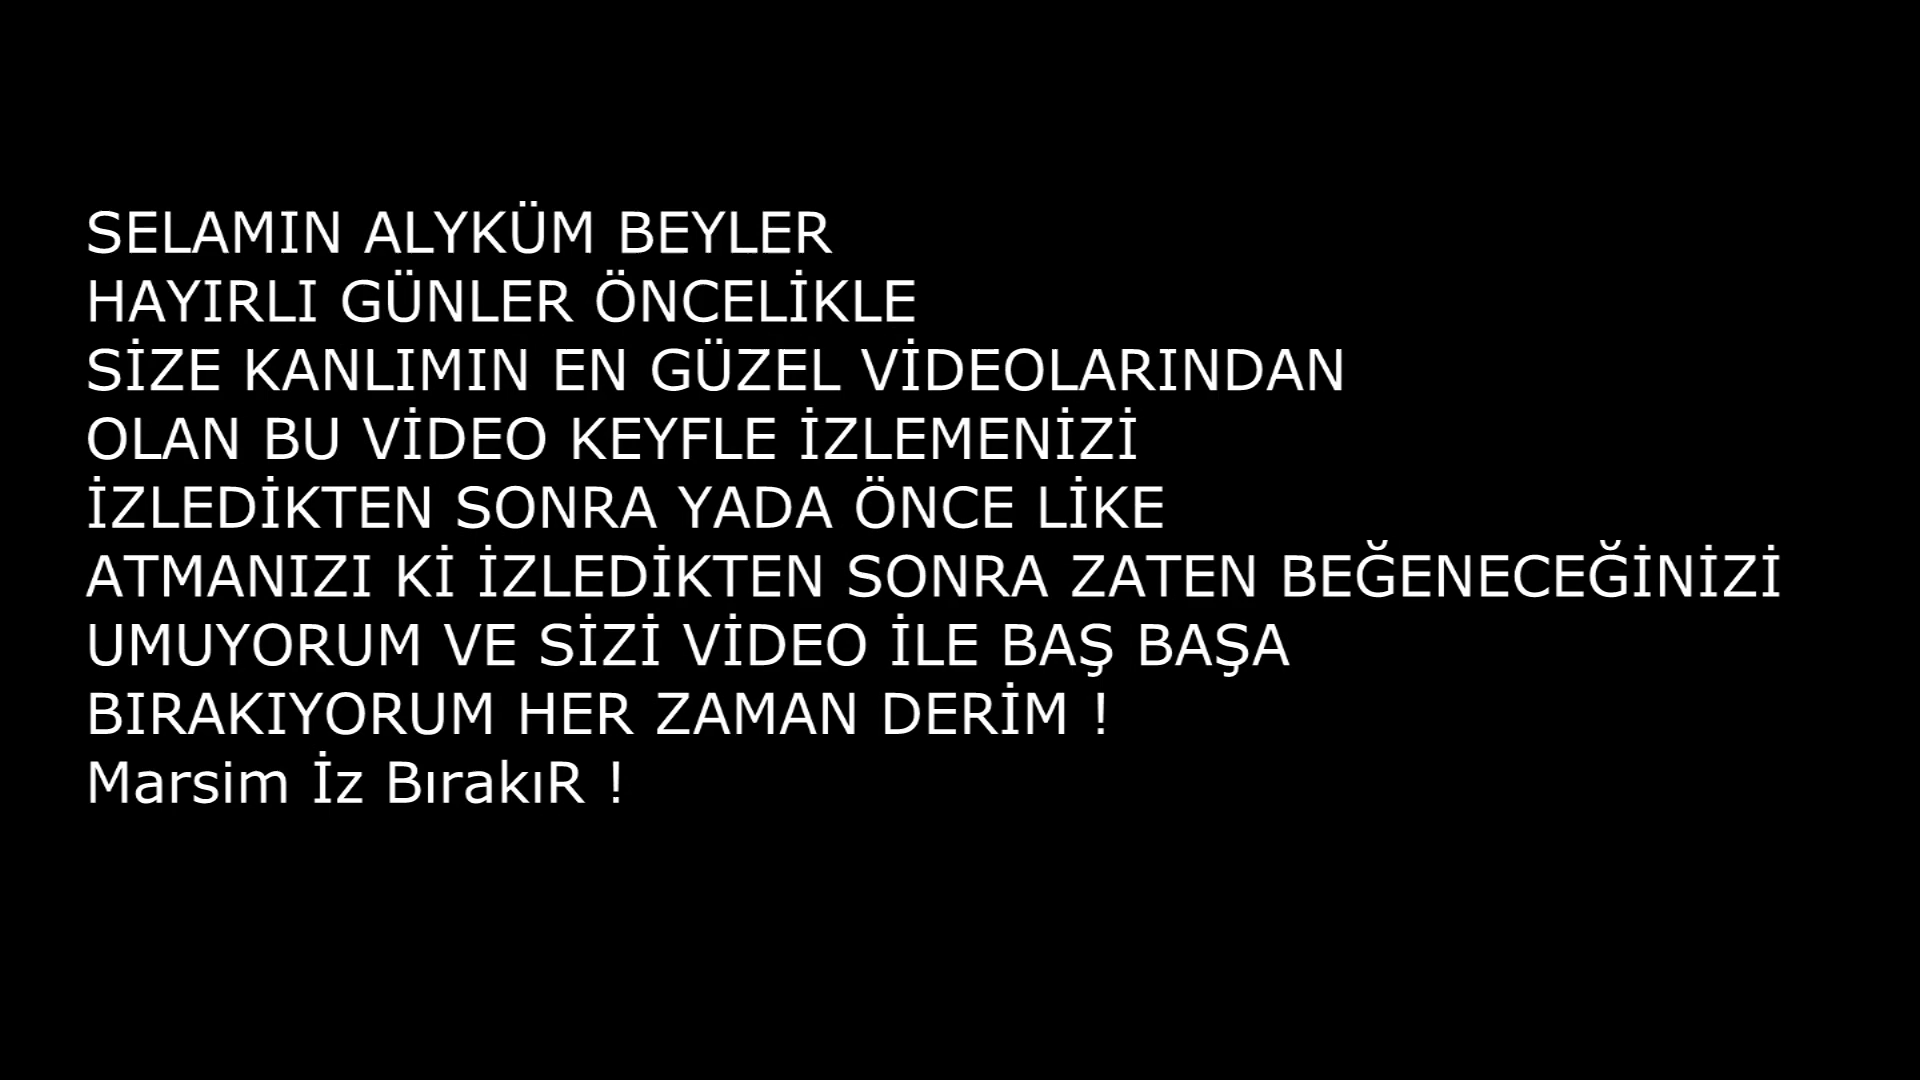 SELAMIN ALYKÜM BEYLER
HAYIRLI GÜNLER ÖNCELİKLE
SİZE KANLIMIN EN GÜZEL VİDEOLARINDAN
OLAN BU VİDEO KEYFLE İZLEMENİZİ
İZLEDİKTEN SONRA YADA ÖNCE LİKE
ATMANIZI Kİ İZLEDİKTEN SONRA ZATEN BEĞENECEĞİNİZİ
UMUYORUM VE SİZİ VİDEO İLE BAŞ BAŞA
BIRAKIYORUM HER ZAMAN DERİM !
Marsim İz BırakıR !